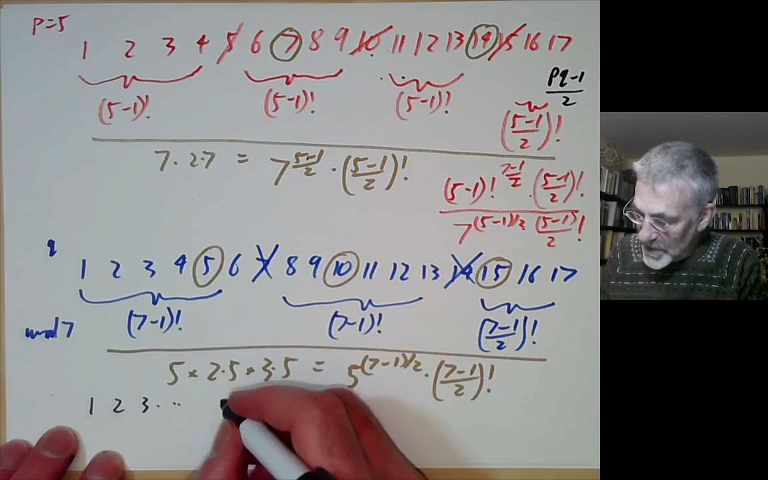 p=5
1 2 3 4 5 6 7 8 9 10 11 12 13 14 15 16 17
(5-1)! (5-1)! (5-1)! (5-1/2)! pq-1/2
7 · 2·7 = 7^(5-1/2) · (5-1/2)!
(5-1)!^(7-1/2) · (5-1/2)!
7^(5-1)/2 (5-1/2)!
q
1 2 3 4 5 6 7 8 9 10 11 12 13 14 15 16 17
mod 7 (7-1)! (7-1)! (7-1/2)!
5 × 2·5 × 3·5 = 5^(7-1)/2 · (7-1/2)!
1 2 3 ...